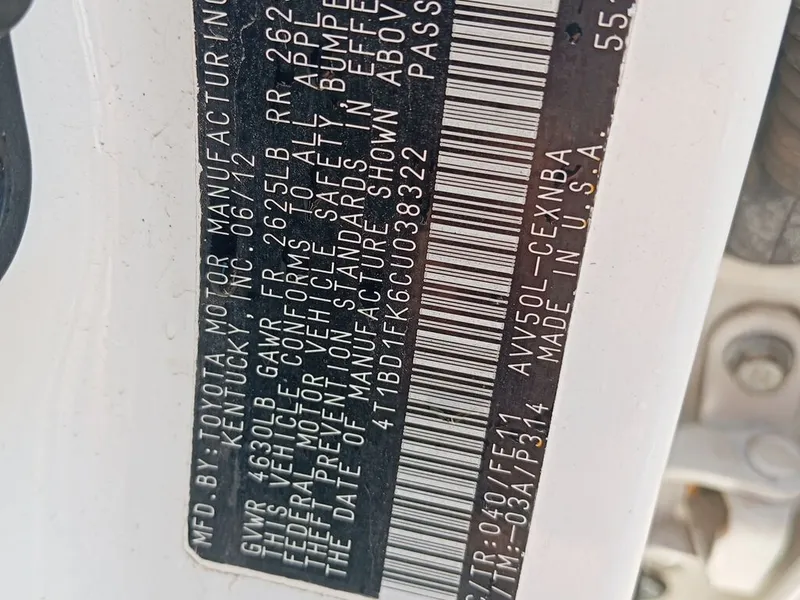 MFD.BY:TOYOTA MOTOR MANUFACTURING
KENTUCKY, INC. 06/12
GVWR 4630LB GAWR FR 2625LB RR 262
THIS VEHICLE CONFORMS TO ALL APPL
FEDERAL MOTOR VEHICLE SAFETY, BUMPE
THEFT PREVENTION STANDARDS IN EFFE
THE DATE OF MANUFACTURE SHOWN ABOV
4T1BD1FK6CU038322 PASS
C/TR:040/FE11 AVV50L-CEXNBA
/TM:-03A/P314 MADE IN U.S.A. 55